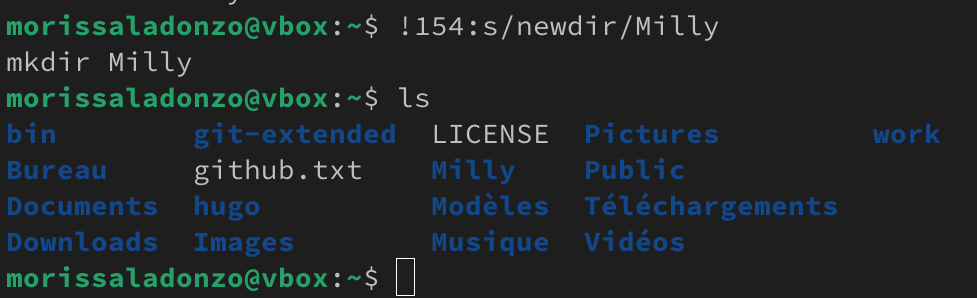 morissaladonzo@vbox:~$ !154:s/newdir/Milly
mkdir Milly
morissaladonzo@vbox:~$ ls
bin git-extended LICENSE Pictures work
Bureau github.txt Milly Public
Documents hugo Modèles Téléchargements
Downloads Images Musique Vidéos
morissaladonzo@vbox:~$